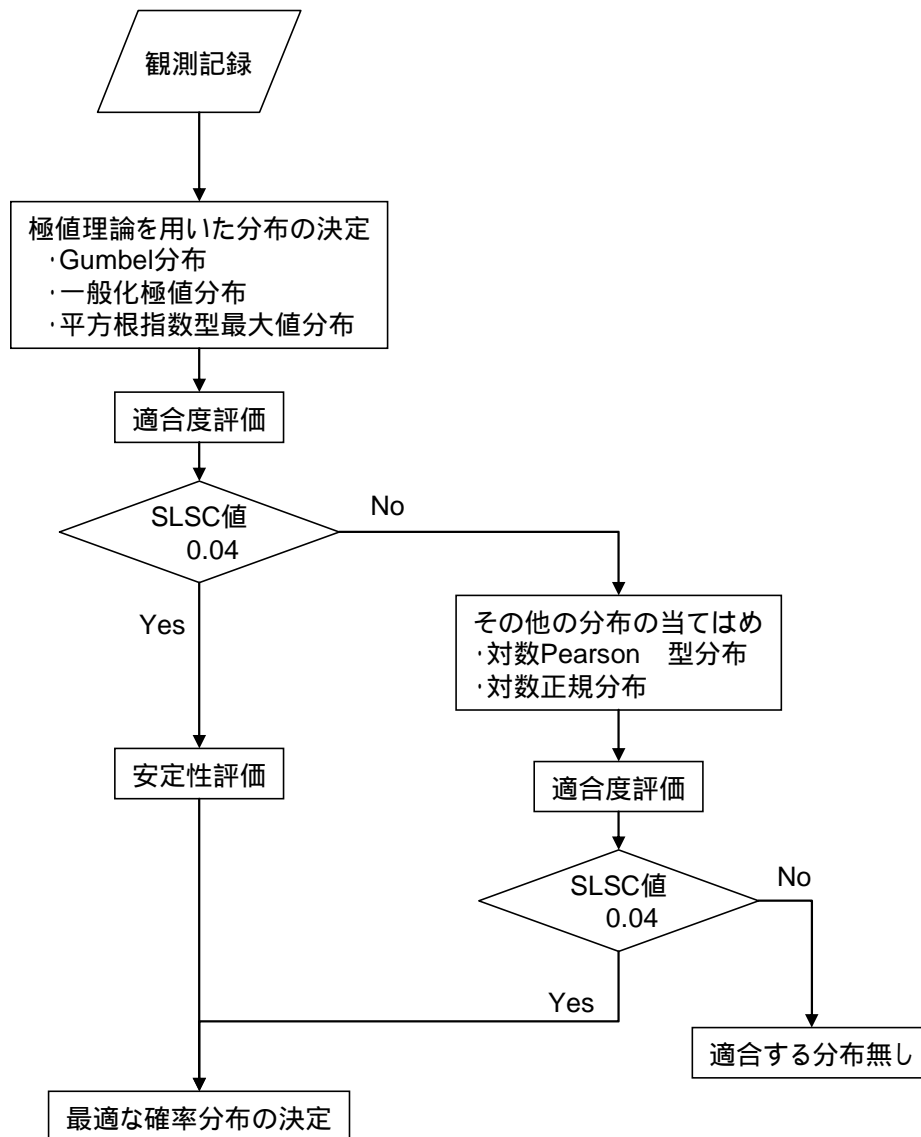 観測記録
極値理論を用いた分布の決定
・Gumbel分布
・一般化極値分布
・平方根指数型最大値分布
適合度評価
SLSC値
0.04
No
Yes
その他の分布の当てはめ
・対数Pearson　型分布
・対数正規分布
安定性評価
適合度評価
SLSC値
0.04
No
Yes
適合する分布無し
最適な確率分布の決定